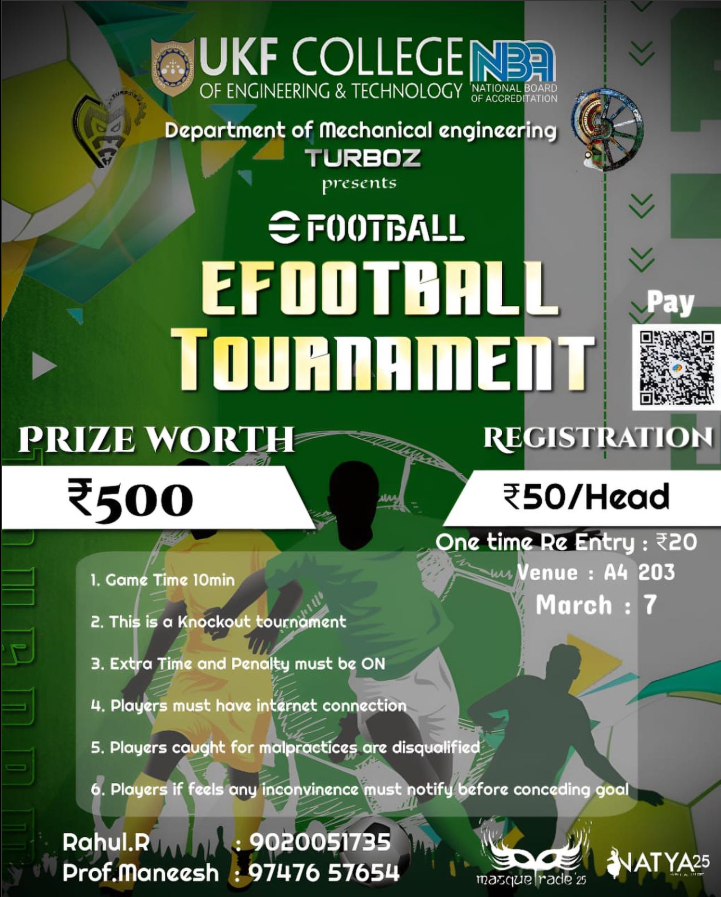 UKF COLLEGE
OF ENGINEERING & TECHNOLOGY
NBA
NATIONAL BOARD
OF ACCREDITATION
Department of Mechanical engineering
TURBOZ
presents
FOOTBALL
EFOOTBALL
TOURNAMENT
Pay
PRIZE WORTH
₹500
REGISTRATION
₹50/Head
One time Re Entry : ₹20
Venue : A4 203
March : 7
1. Game Time 10min
2. This is a Knockout tournament
3. Extra Time and Penalty must be ON
4. Players must have internet connection
5. Players caught for malpractices are disqualified
6. Players if feels any inconvinence must notify before conceding goal
Rahul.R : 9020051735
Prof.Maneesh : 97476 57654
masque rade'25
NATYA25